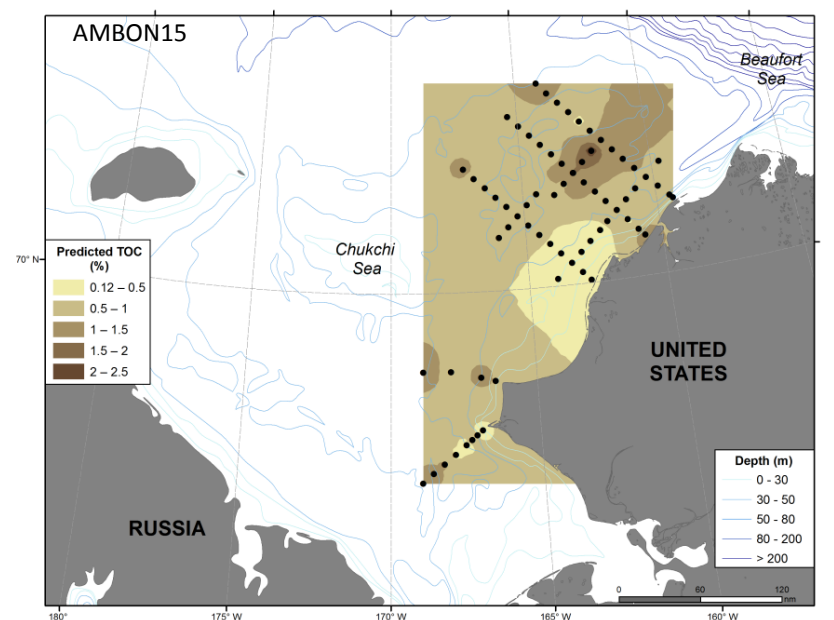 AMBON15
Beaufort
Sea
Predicted TOC
(%)
0.12 – 0.5
0.5 – 1
1 – 1.5
1.5 – 2
2 – 2.5
70° N
Chukchi
Sea
UNITED
STATES
RUSSIA
Depth (m)
0 - 30
30 - 50
50 - 80
80 - 200
> 200
0 60 120
nm
180° 175° W 170° W 165° W 160° W